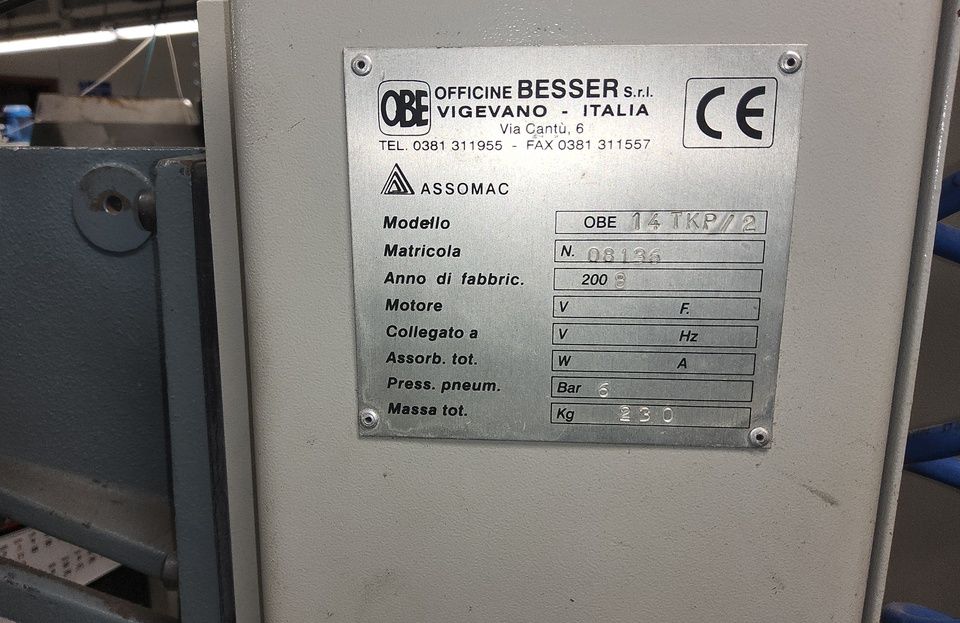 OBE OFFICINE BESSER S.r.l.
VIGEVANO - ITALIA
Via Cantù, 6
TEL. 0381 311955 - FAX 0381 311557
CE
ASSOMAC
Modello OBE 14 TKP/2
Matricola N. 08136
Anno di fabbric. 2008
Motore V F.
Collegato a V Hz
Assorb. tot. W A
Press. pneum. Bar 6
Massa tot. Kg 230